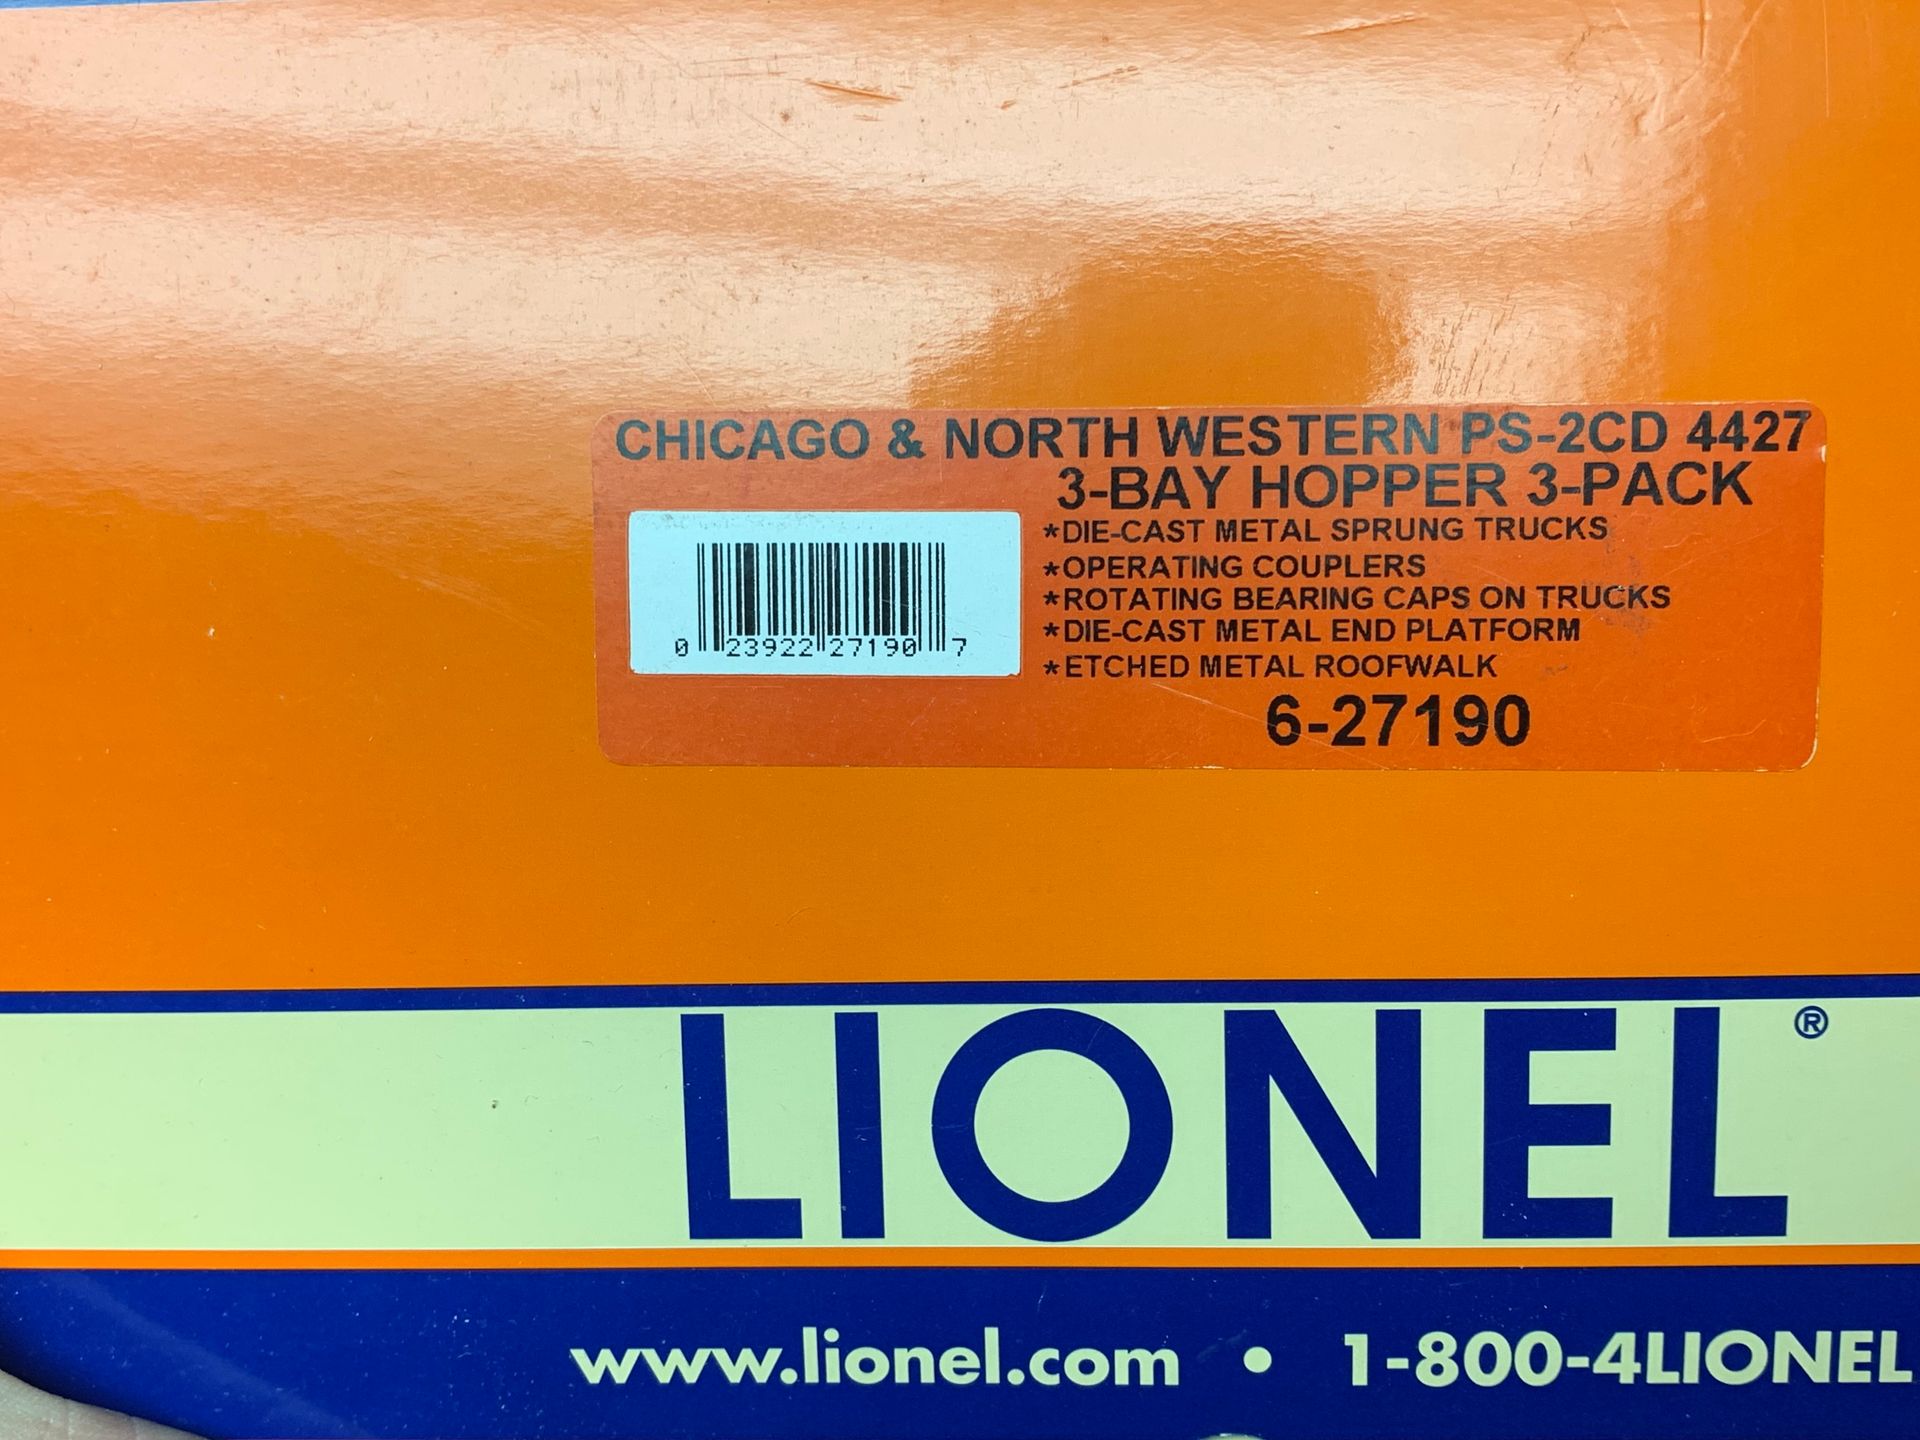 CHICAGO & NORTH WESTERN PS-2CD 4427
3-BAY HOPPER 3-PACK
*DIE-CAST METAL SPRUNG TRUCKS
*OPERATING COUPLERS
*ROTATING BEARING CAPS ON TRUCKS
*DIE-CAST METAL END PLATFORM
*ETCHED METAL ROOFWALK
6-27190
0 23922 27190 7
LIONEL®
www.lionel.com • 1-800-4LIONEL